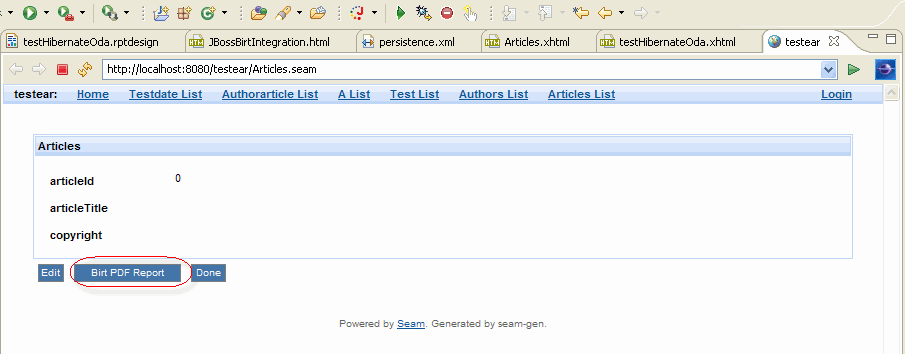 testHibernateOda.rptdesign JBossBirtIntegration.html persistence.xml Articles.xhtml testHibernateOda.xhtml testear
http://localhost:8080/testear/Articles.seam
testear: Home Testdate List Authorarticle List A List Test List Authors List Articles List Login
Articles
articleId 0
articleTitle
copyright
Edit Birt PDF Report Done
Powered by Seam. Generated by seam-gen.